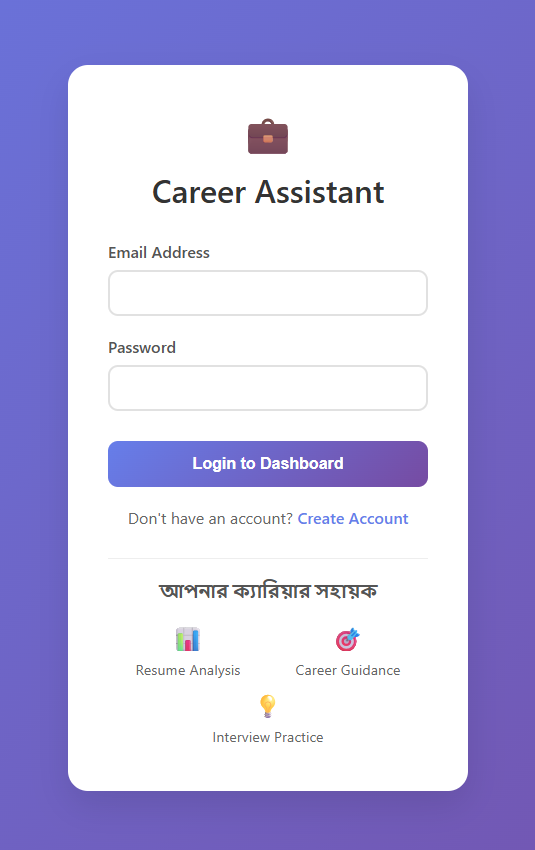 Career Assistant
Email Address
Password
Login to Dashboard
Don't have an account? Create Account
আপনার ক্যারিয়ার সহায়ক
Resume Analysis
Career Guidance
Interview Practice